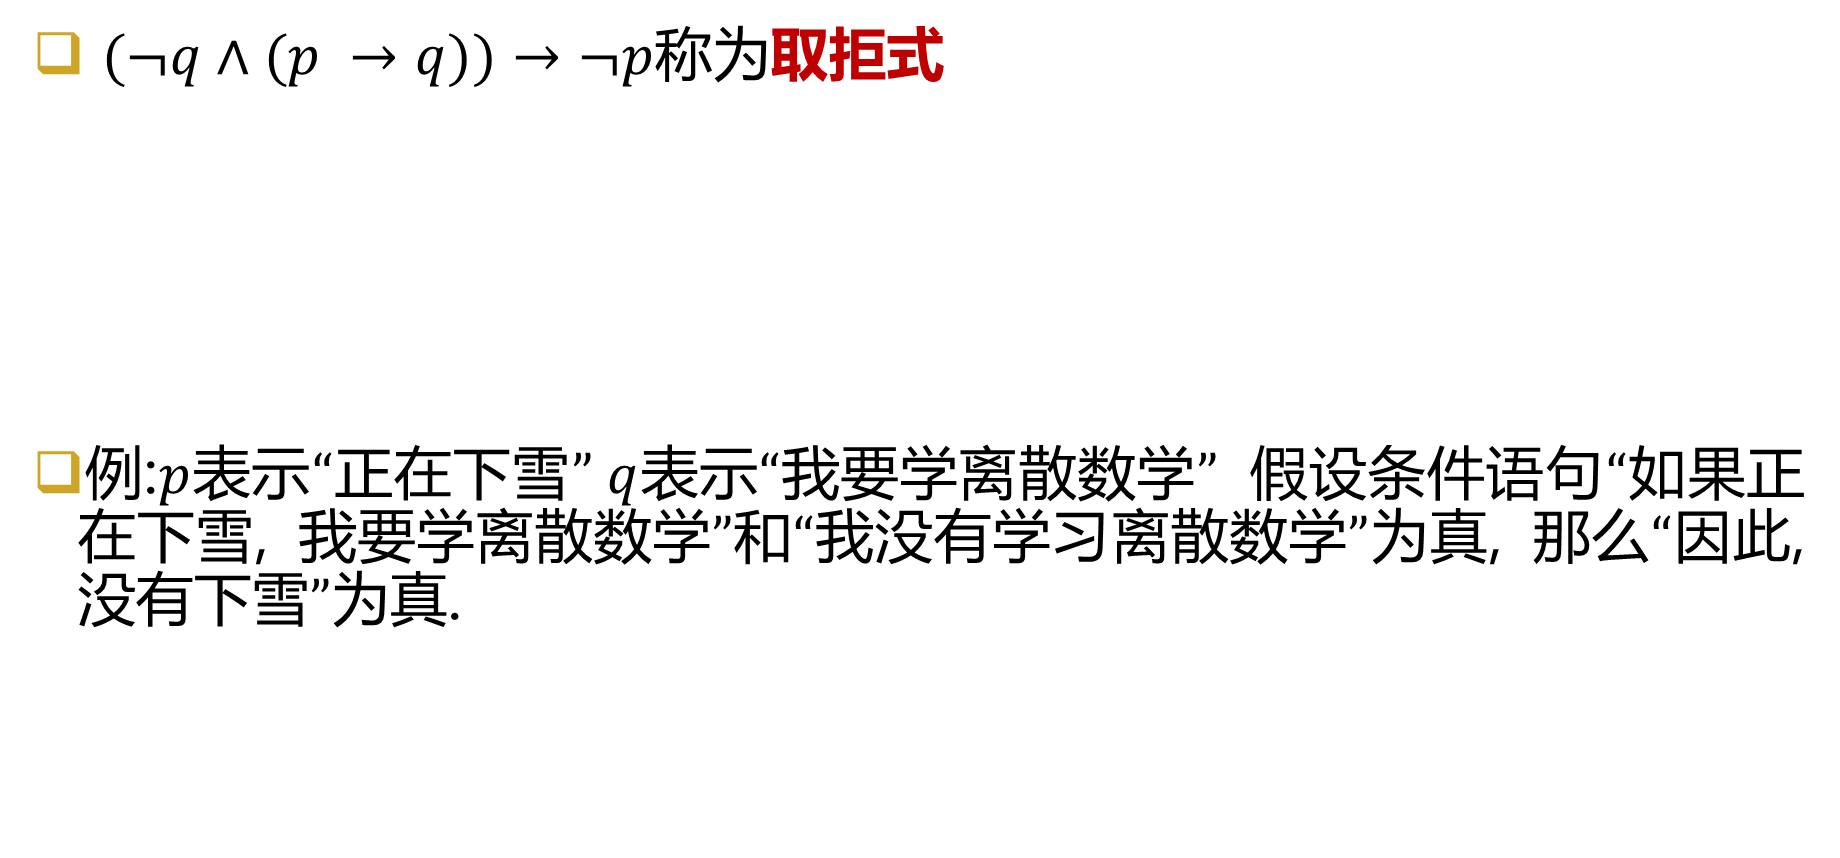 (¬𝑞 ∧ (𝑝 → 𝑞)) → ¬𝑝称为取拒式
例:𝑝表示“正在下雪” 𝑞表示“我要学离散数学” 假设条件语句“如果正
在下雪, 我要学离散数学”和“我没有学习离散数学”为真, 那么“因此,
没有下雪”为真.